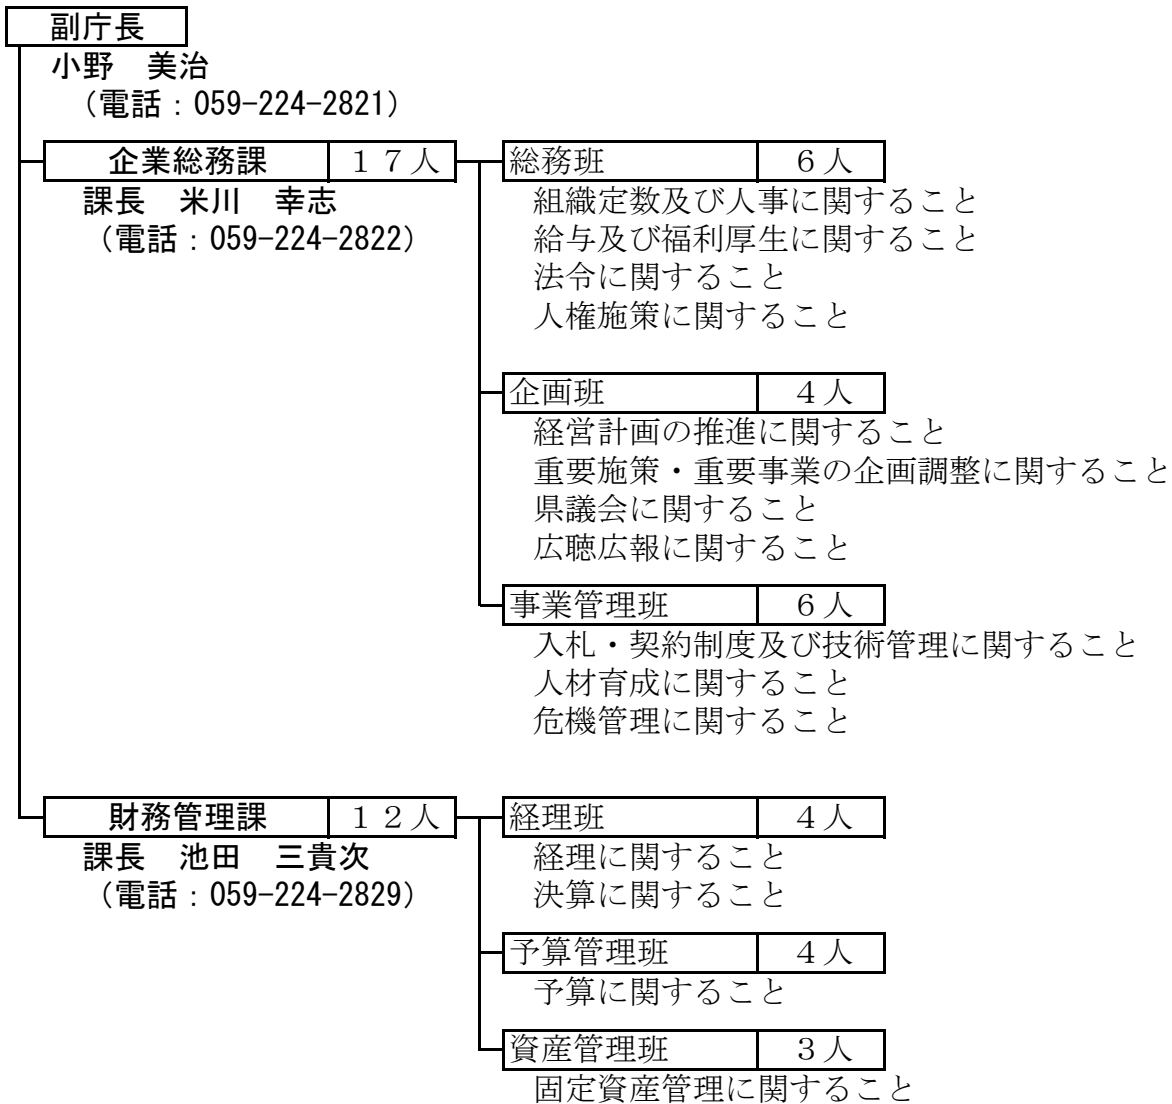 副庁長
小野　美治
（電話：059-224-2821）
企業総務課　１７人
課長　米川　幸志
（電話：059-224-2822）
総務班　６人
組織定数及び人事に関すること
給与及び福利厚生に関すること
法令に関すること
人権施策に関すること
企画班　４人
経営計画の推進に関すること
重要施策・重要事業の企画調整に関すること
県議会に関すること
広聴広報に関すること
事業管理班　６人
入札・契約制度及び技術管理に関すること
人材育成に関すること
危機管理に関すること
財務管理課　１２人
課長　池田　三貴次
（電話：059-224-2829）
経理班　４人
経理に関すること
決算に関すること
予算管理班　４人
予算に関すること
資産管理班　３人
固定資産管理に関すること